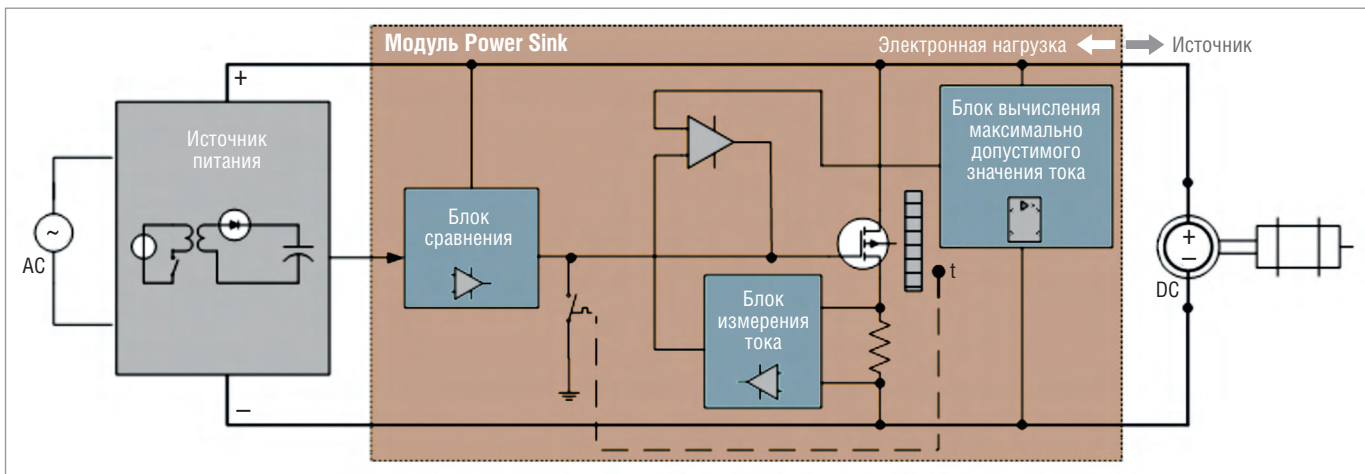 Модуль Power Sink
Электронная нагрузка
Источник
+
Источник
питания
AC
~
Блок
сравнения
Блок
измерения
тока
t
Блок вычисления
максимально
допустимого
значения тока
+
–
DC
–